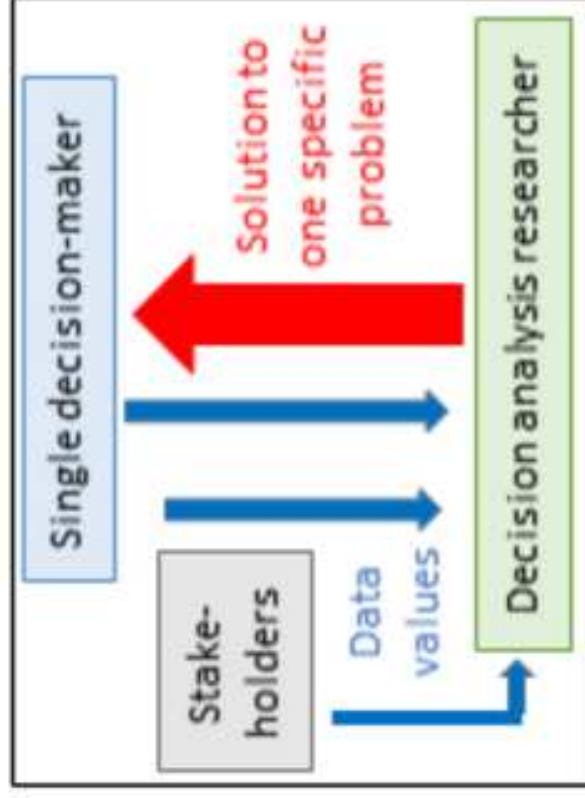 Single decision-maker
Stake-
holders
Data
values
Solution to
one specific
problem
Decision analysis researcher